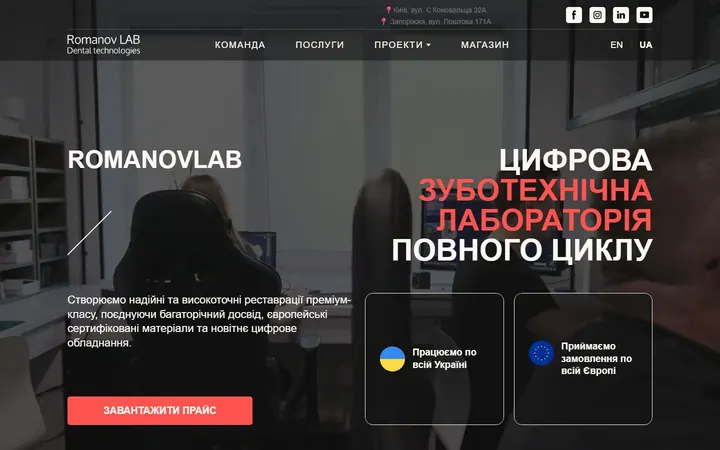 Київ, вул. Є Коновальця 32А
Запоріжжя, вул. Поштова 171А
Romanov LAB
Dental technologies
КОМАНДА
ПОСЛУГИ
ПРОЕКТИ
МАГАЗИН
EN
UA
ROMANOVLAB
ЦИФРОВА
ЗУБОТЕХНІЧНА
ЛАБОРАТОРІЯ
ПОВНОГО ЦИКЛУ
Створюємо надійні та високоточні реставрації преміум-
класу, поєднуючи багаторічний досвід, європейські
сертифіковані матеріали та новітнє цифрове
обладнання.
Працюємо по
всій Україні
Приймаємо
замовлення по
всій Європі
ЗАВАНТАЖИТИ ПРАЙС